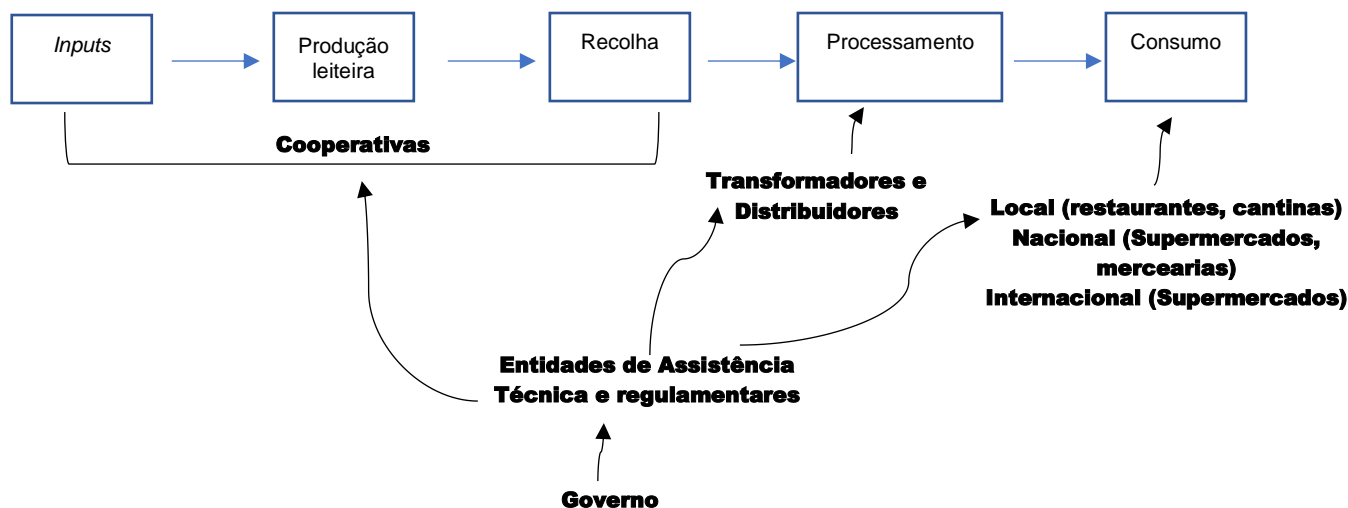 Inputs
Produção
leiteira
Recolha
Processamento
Consumo
Cooperativas
Transformadores e
Distribuidores
Local (restaurantes, cantinas)
Nacional (Supermercados,
mercearias)
Internacional (Supermercados)
Entidades de Assistência
Técnica e regulamentares
Governo